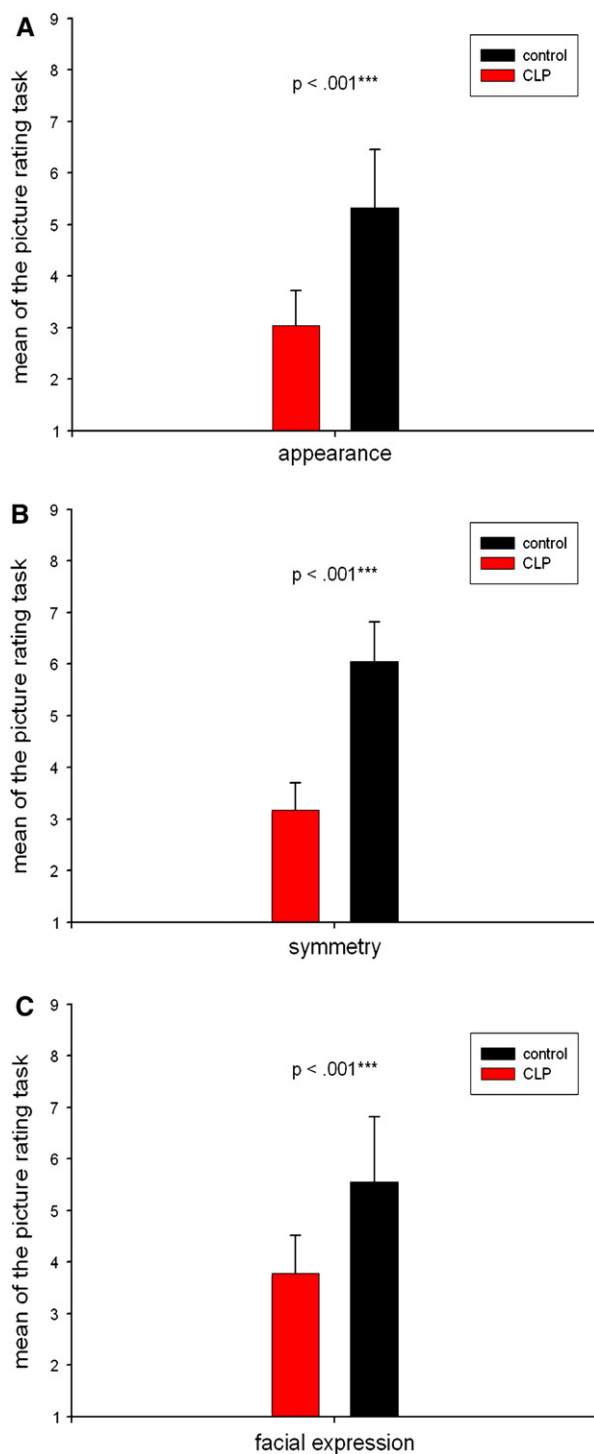 A
mean of the picture rating task
9
8
7
6
5
4
3
2
1
control
CLP
p < .001***
appearance
B
mean of the picture rating task
9
8
7
6
5
4
3
2
1
control
CLP
p < .001***
symmetry
C
mean of the picture rating task
9
8
7
6
5
4
3
2
1
control
CLP
p < .001***
facial expression